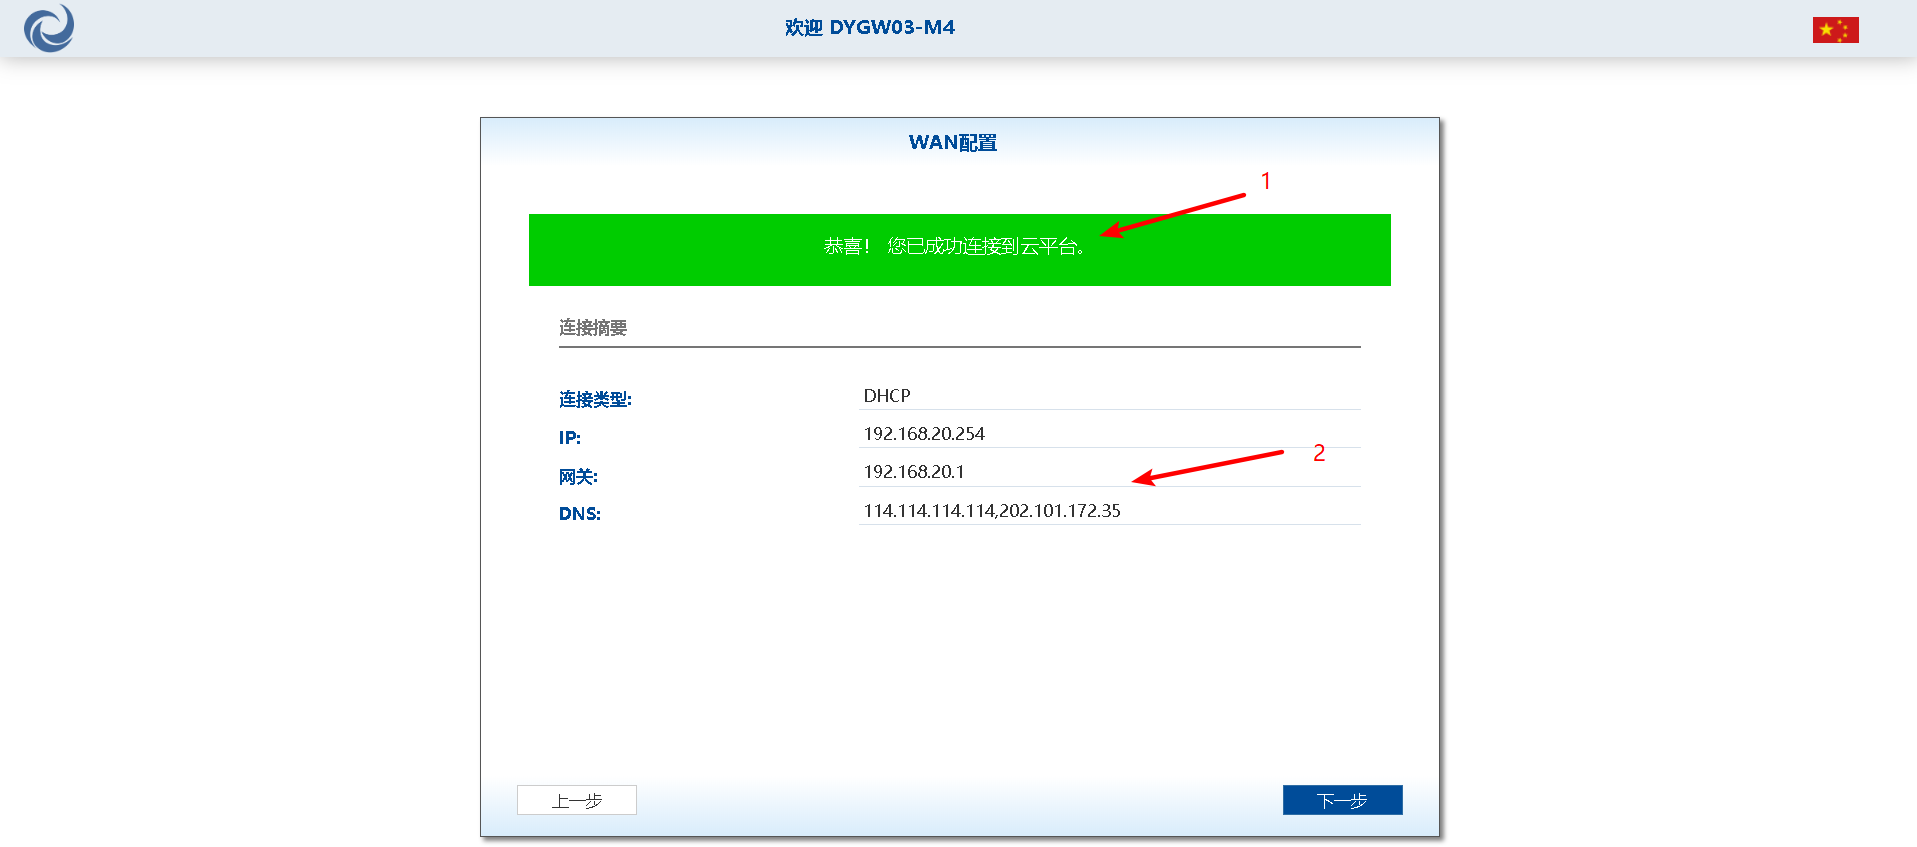 欢迎 DYGW03-M4
WAN配置
1
恭喜！ 您已成功连接到云平台。
连接摘要
连接类型: DHCP
IP: 192.168.20.254
2
网关: 192.168.20.1
DNS: 114.114.114.114,202.101.172.35
上一步 下一步